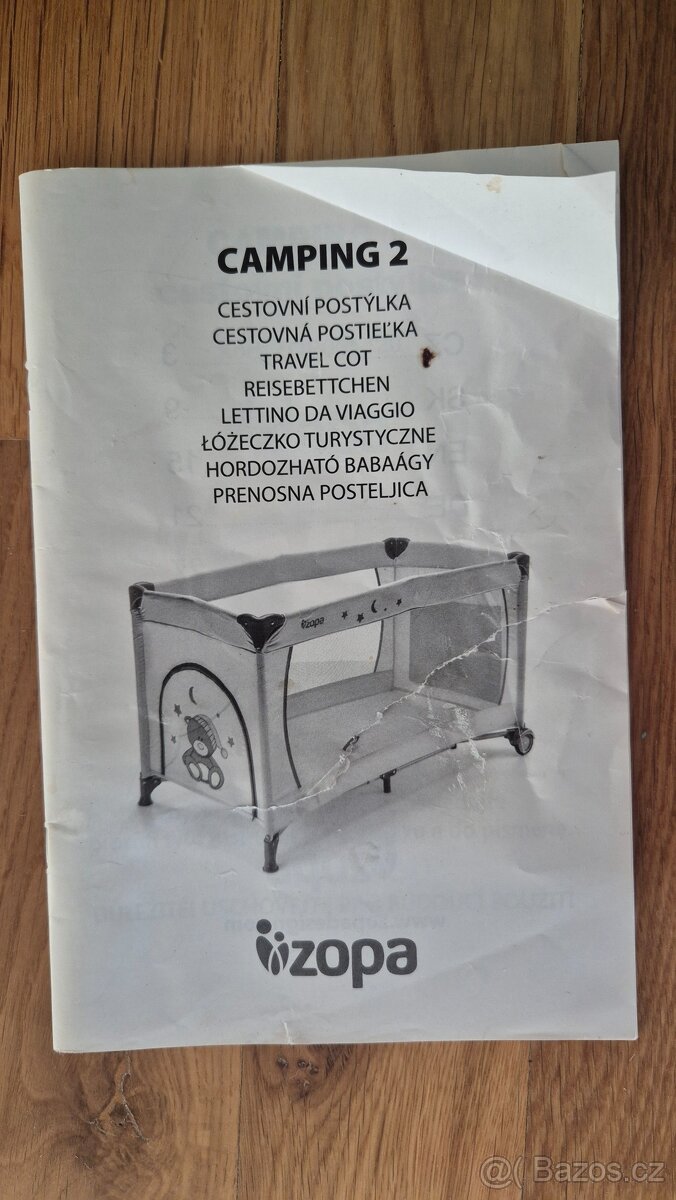 CAMPING 2
CESTOVNÍ POSTÝLKA
CESTOVNÁ POSTIEĽKA
TRAVEL COT
REISEBETTCHEN
LETTINO DA VIAGGIO
ŁÓŻECZKO TURYSTYCZNE
HORDOZHATÓ BABAÁGY
PRENOSNA POSTELJICA
zopa
zopa
@( Bazos.cz